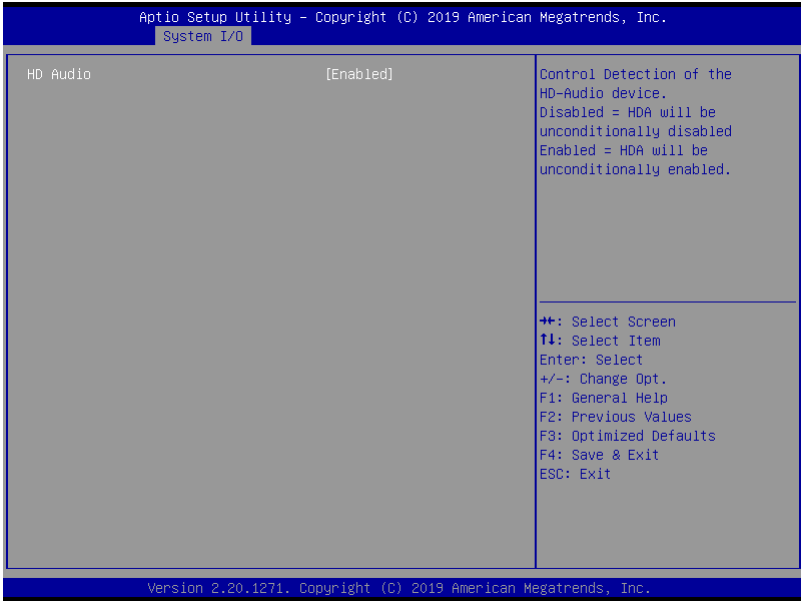 Aptio Setup Utility – Copyright (C) 2019 American Megatrends, Inc.
System I/O
HD Audio [Enabled]
Control Detection of the
HD-Audio device.
Disabled = HDA will be
unconditionally disabled
Enabled = HDA will be
unconditionally enabled.
→←: Select Screen
↑↓: Select Item
Enter: Select
+/-: Change Opt.
F1: General Help
F2: Previous Values
F3: Optimized Defaults
F4: Save & Exit
ESC: Exit
Version 2.20.1271. Copyright (C) 2019 American Megatrends, Inc.